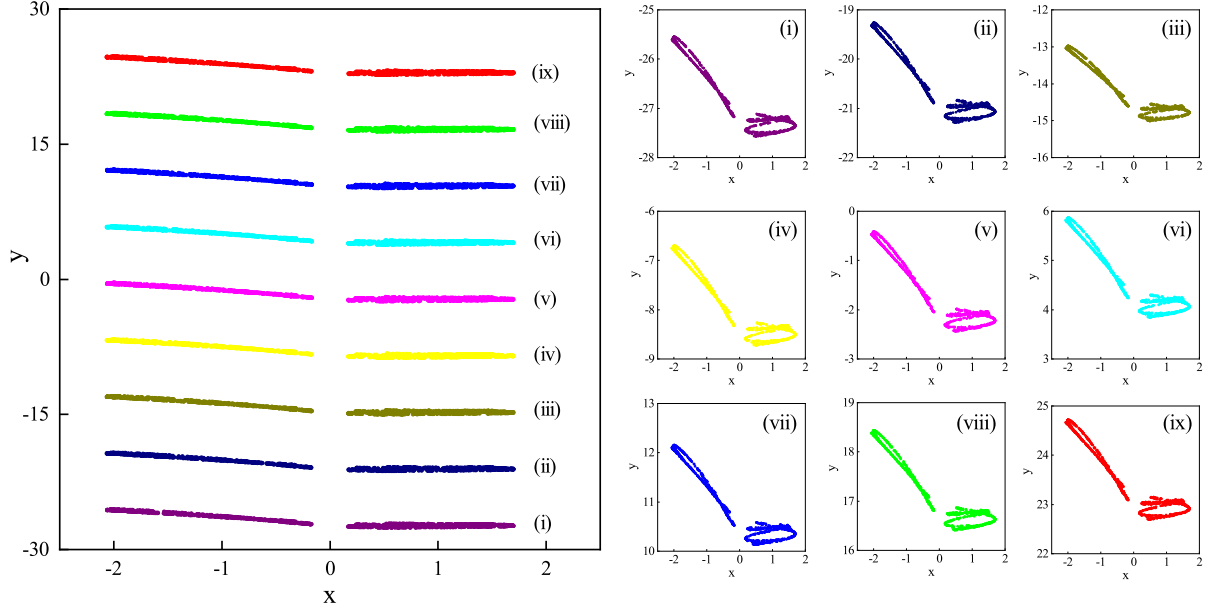 30
15
0
-15
-30
y
-2
-1
0
1
2
x
(ix)
(viii)
(vii)
(vi)
(v)
(iv)
(iii)
(ii)
(i)
-25
-26
-27
-28
y
-2
-1
0
1
2
x
(i)
-19
-20
-21
-22
y
-2
-1
0
1
2
x
(ii)
-12
-13
-14
-15
-16
y
-2
-1
0
1
2
x
(iii)
-6
-7
-8
-9
y
-2
-1
0
1
2
x
(iv)
0
-1
-2
-3
y
-2
-1
0
1
2
x
(v)
6
5
4
3
y
-2
-1
0
1
2
x
(vi)
13
12
11
10
y
-2
-1
0
1
2
x
(vii)
19
18
17
16
y
-2
-1
0
1
2
x
(viii)
25
24
23
22
y
-2
-1
0
1
2
x
(ix)